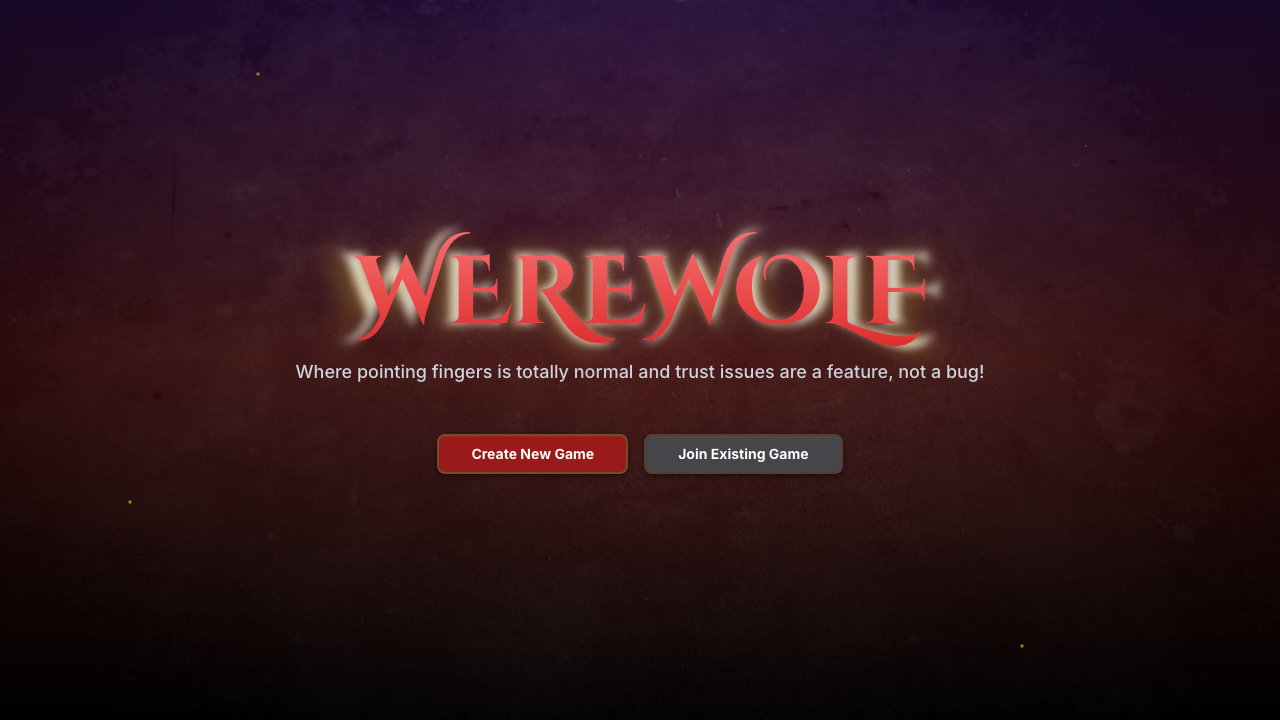 WEREWOLF
Where pointing fingers is totally normal and trust issues are a feature, not a bug!
Create New Game
Join Existing Game